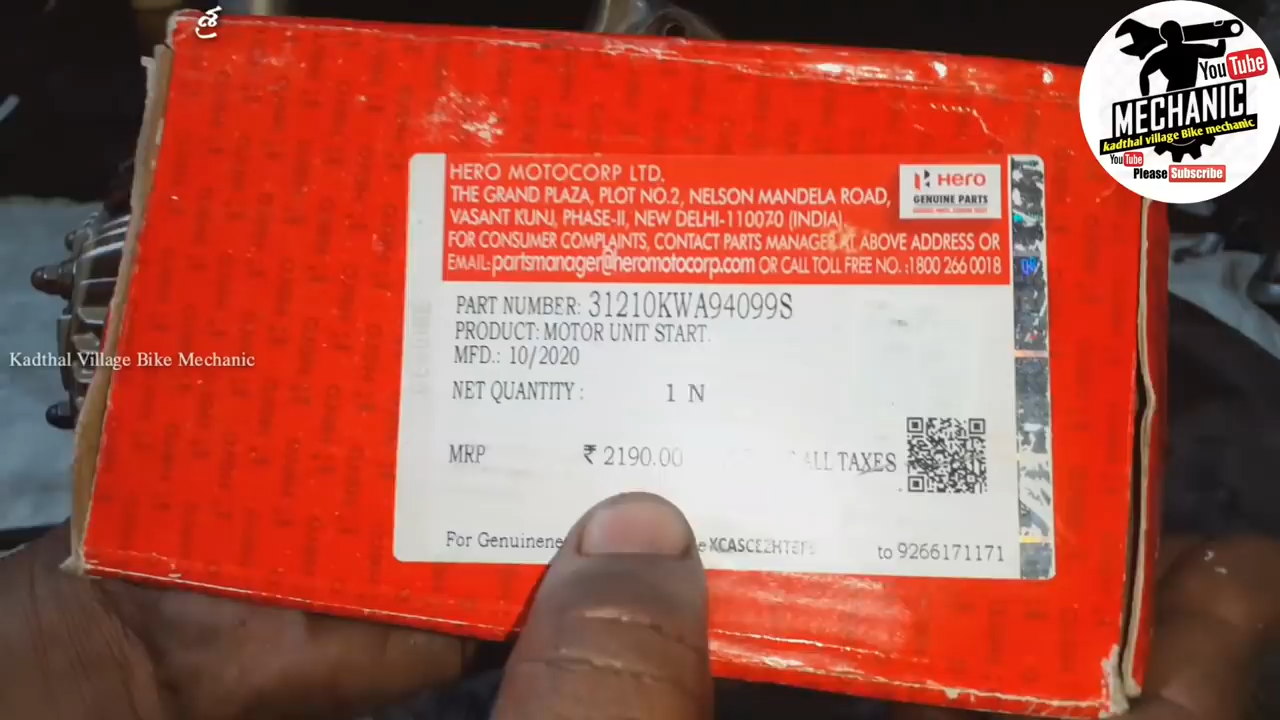 YouTube
MECHANIC
kadthal village Bike mechanic
YouTube
Please Subscribe
HERO MOTOCORP LTD.
THE GRAND PLAZA, PLOT NO.2, NELSON MANDELA ROAD,
VASANT KUNJ, PHASE-II, NEW DELHI-110070 (INDIA)
FOR CONSUMER COMPLAINTS, CONTACT PARTS MANAGER AT ABOVE ADDRESS OR
EMAIL:partsmanager@heromotocorp.com OR CALL TOLL FREE NO. :1800 266 0018
Hero
GENUINE PARTS
PART NUMBER: 31210KWA94099S
PRODUCT: MOTOR UNIT START.
MFD.: 10/2020
Kadthal Village Bike Mechanic
NET QUANTITY : 1 N
MRP ₹ 2190.00 ALL TAXES
For to 9266171171